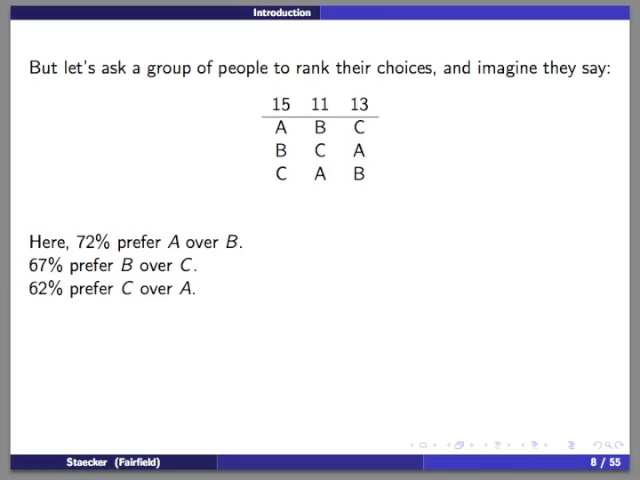 Introduction
But let's ask a group of people to rank their choices, and imagine they say:
15 11 13
A B C
B C A
C A B
Here, 72% prefer A over B.
67% prefer B over C.
62% prefer C over A.
Staecker (Fairfield) 8 / 55